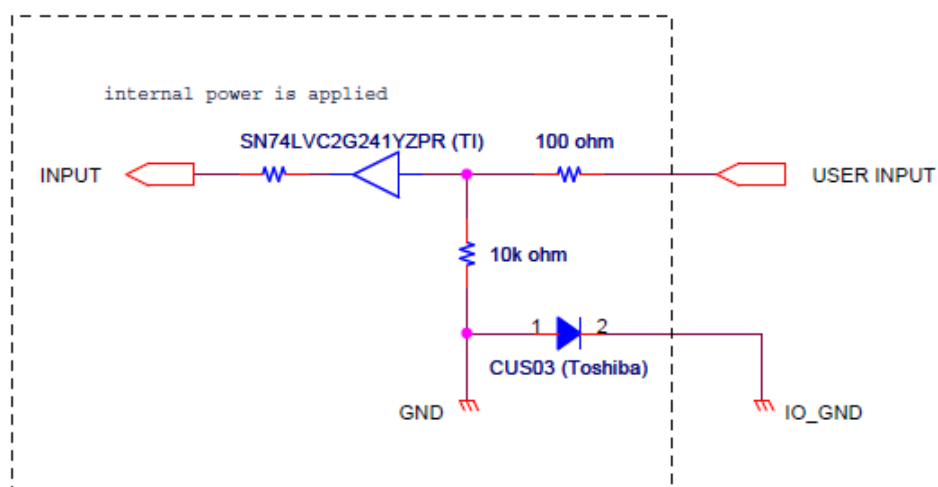 internal power is applied
SN74LVC2G241YZPR (TI)
100 ohm
INPUT
USER INPUT
10k ohm
1
2
CUS03 (Toshiba)
GND
IO_GND